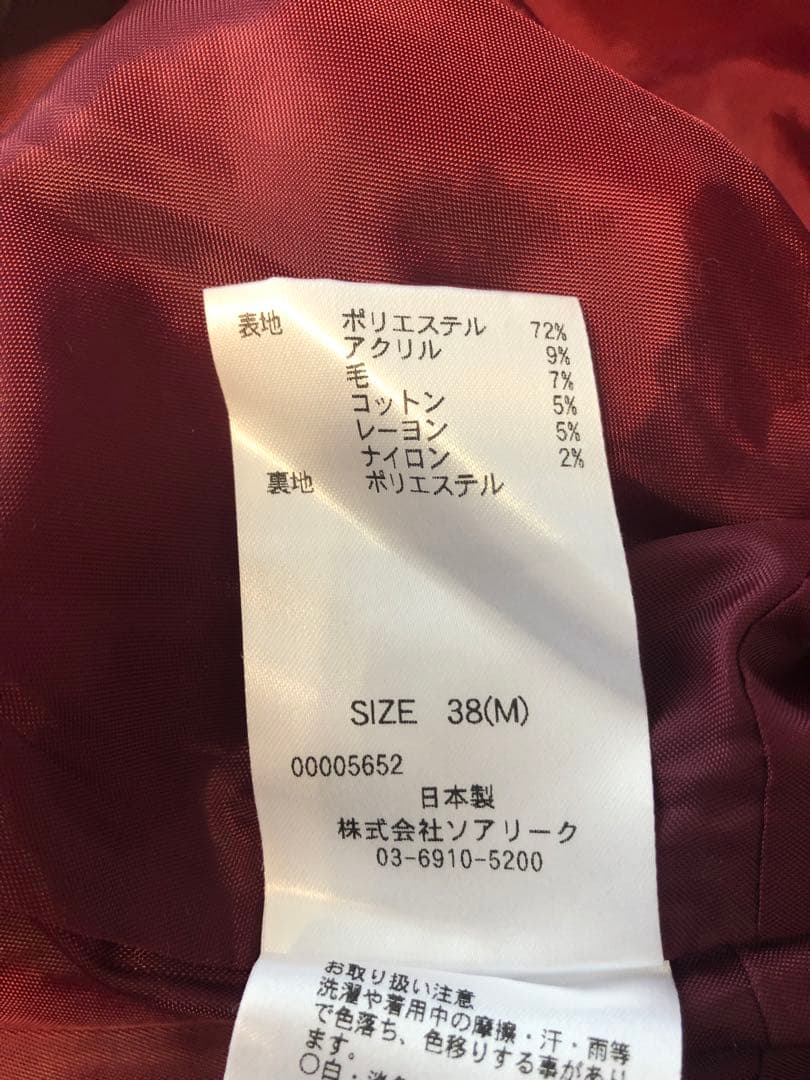 表地 ポリエステル 72%
アクリル 9%
毛 7%
コットン 5%
レーヨン 5%
ナイロン 2%
裏地 ポリエステル
SIZE 38(M)
00005652
日本製
株式会社ソアリーク
03-6910-5200
お取り扱い注意
洗濯や着用中の摩擦・汗・雨等
で色落ち、色移りする事があり
ます。
○白・淡色